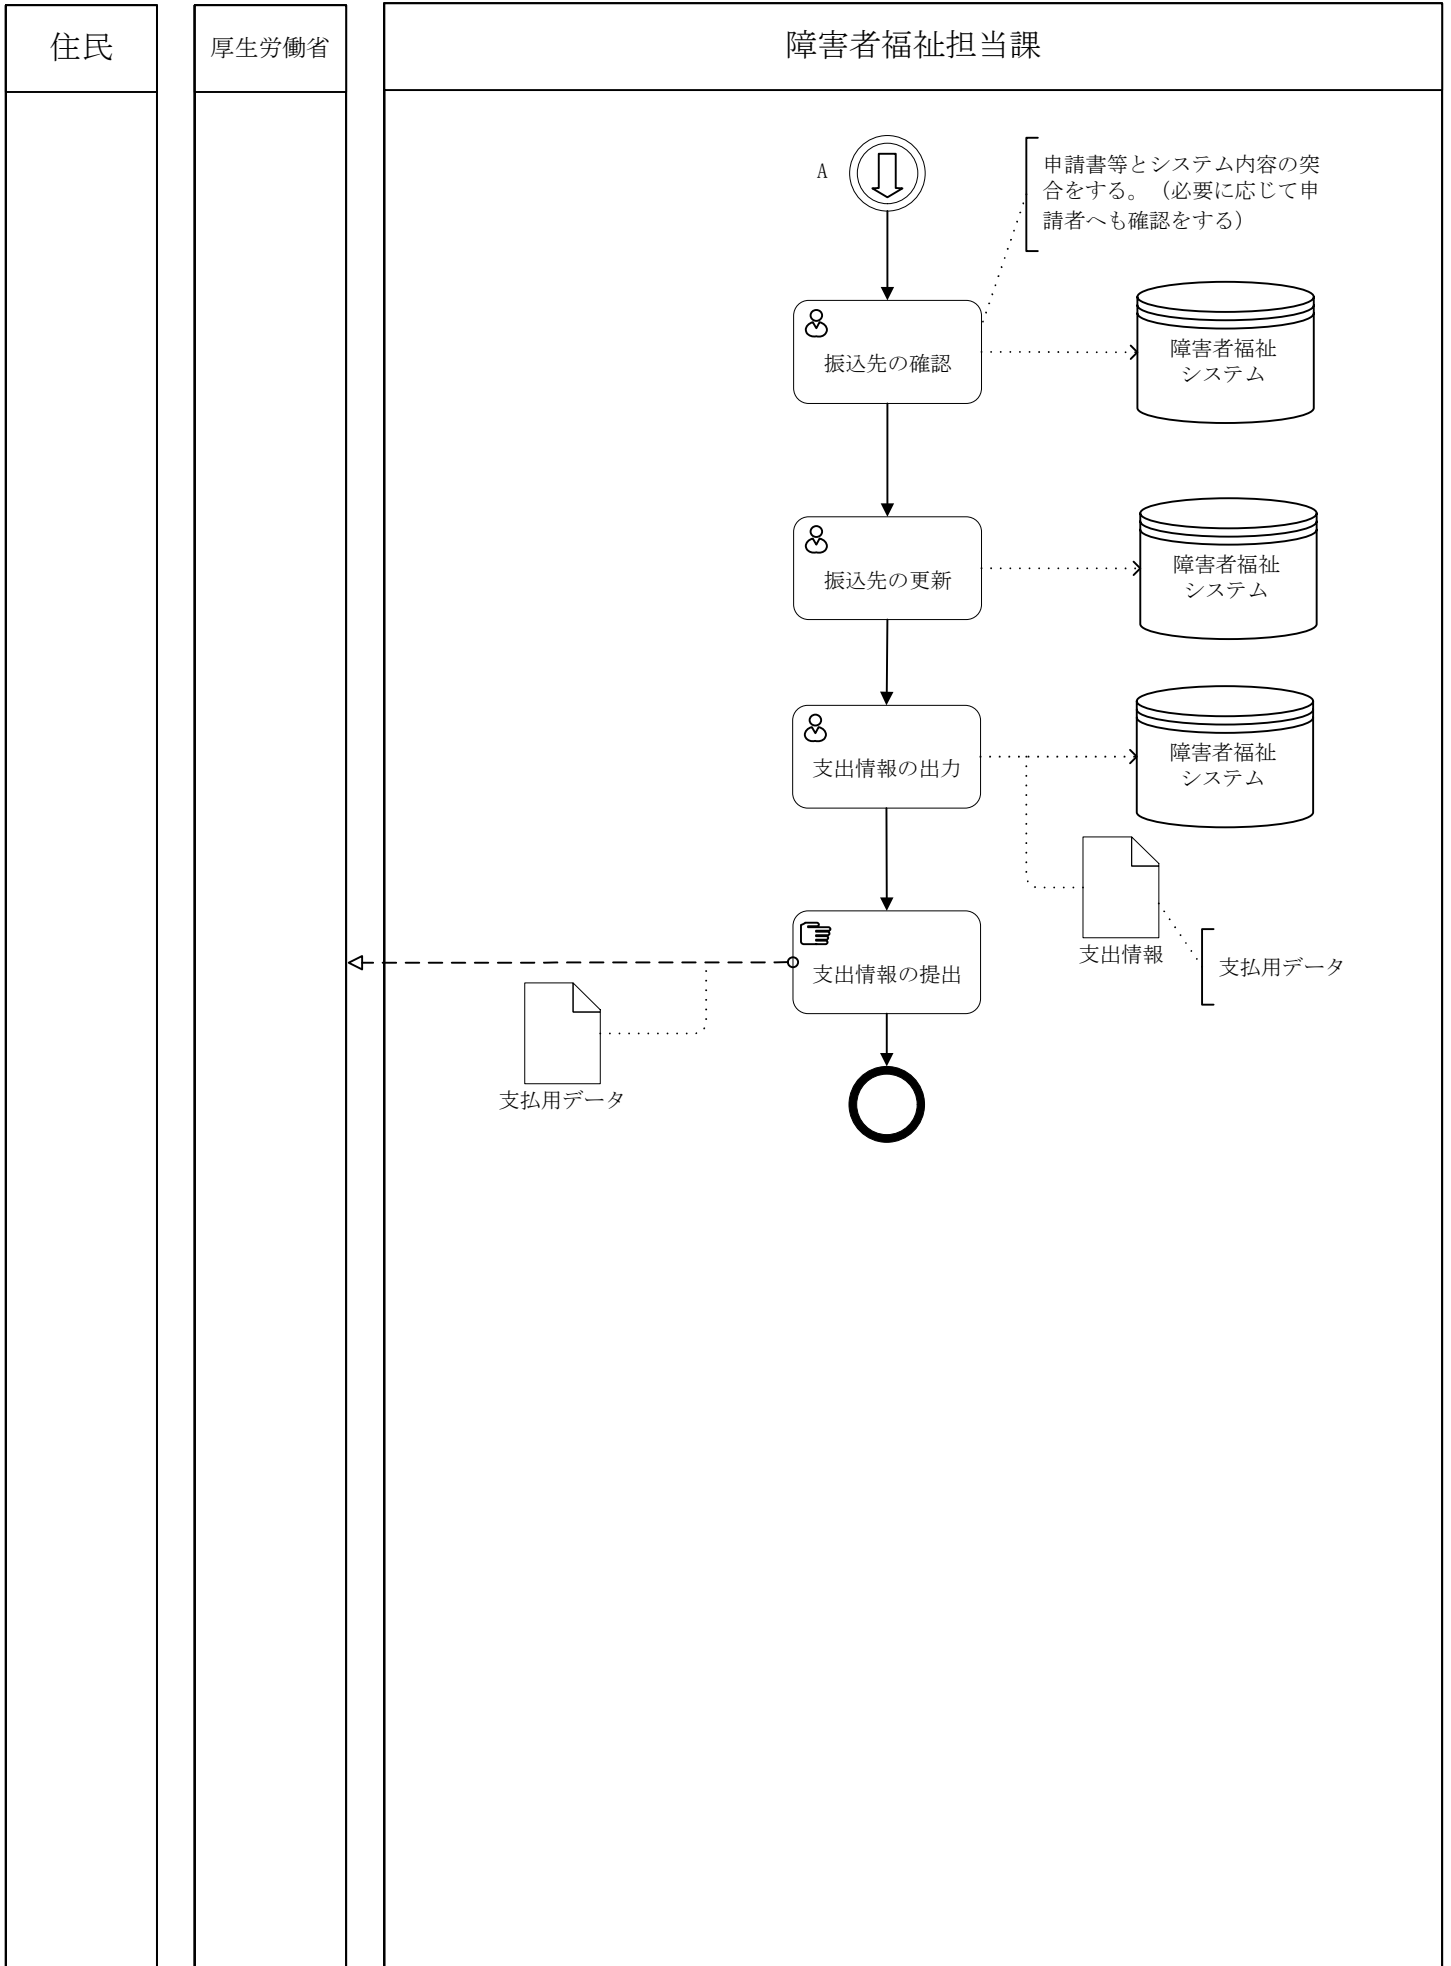 住民
厚生労働省
障害者福祉担当課
A
申請書等とシステム内容の突
合をする。（必要に応じて申
請者へも確認をする）
振込先の確認
障害者福祉
システム
振込先の更新
障害者福祉
システム
支出情報の出力
障害者福祉
システム
支出情報
支払用データ
支出情報の提出
支払用データ